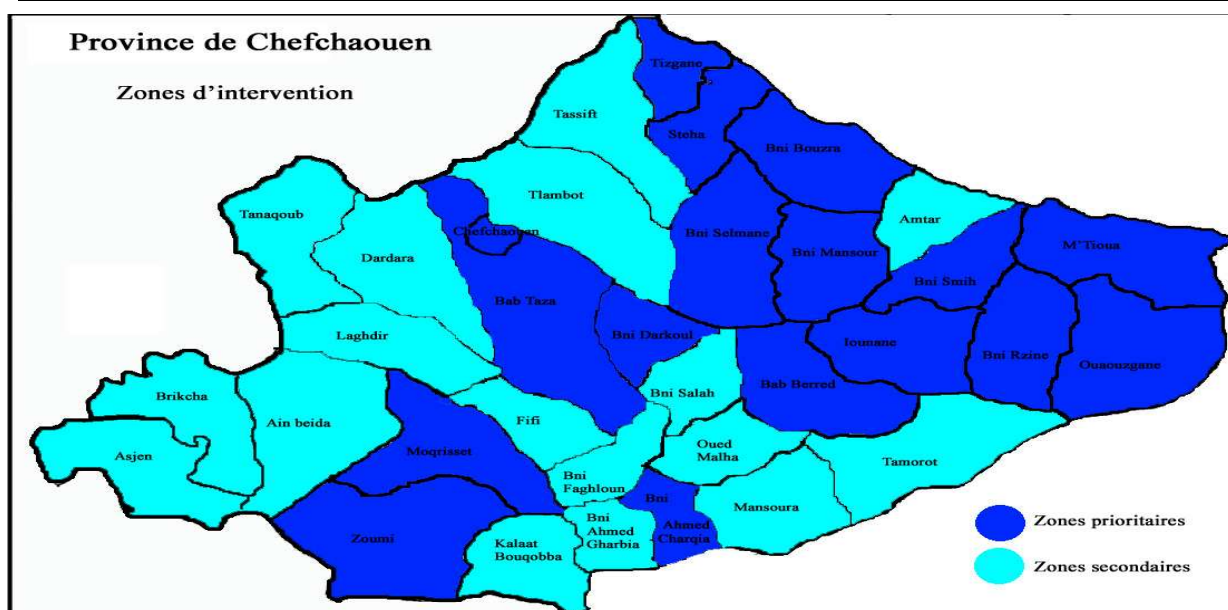 Province de Chefchaouen
Zones d'intervention
Tizgane
Tassift
Steha
Bni Bouzra
Tlambot
Tanaqoub
Amtar
Chefchaouen
Bni Selmane
M'Tioua
Dardara
Bni Mansour
Bni Smih
Bab Taza
Laghdir
Bni Darkoul
Iounane
Bni Rzine
Ouaouzgane
Brikcha
Bni Salah
Bab Berred
Ain beida
Fifi
Asjen
Moqrisset
Oued
Malha
Tamorot
Bni
Faghloun
Bni
Ahmed
Charqia
Mansoura
Zoumi
Kalaat
Bouqobba
Bni
Ahmed
Gharbia
Zones prioritaires
Zones secondaires